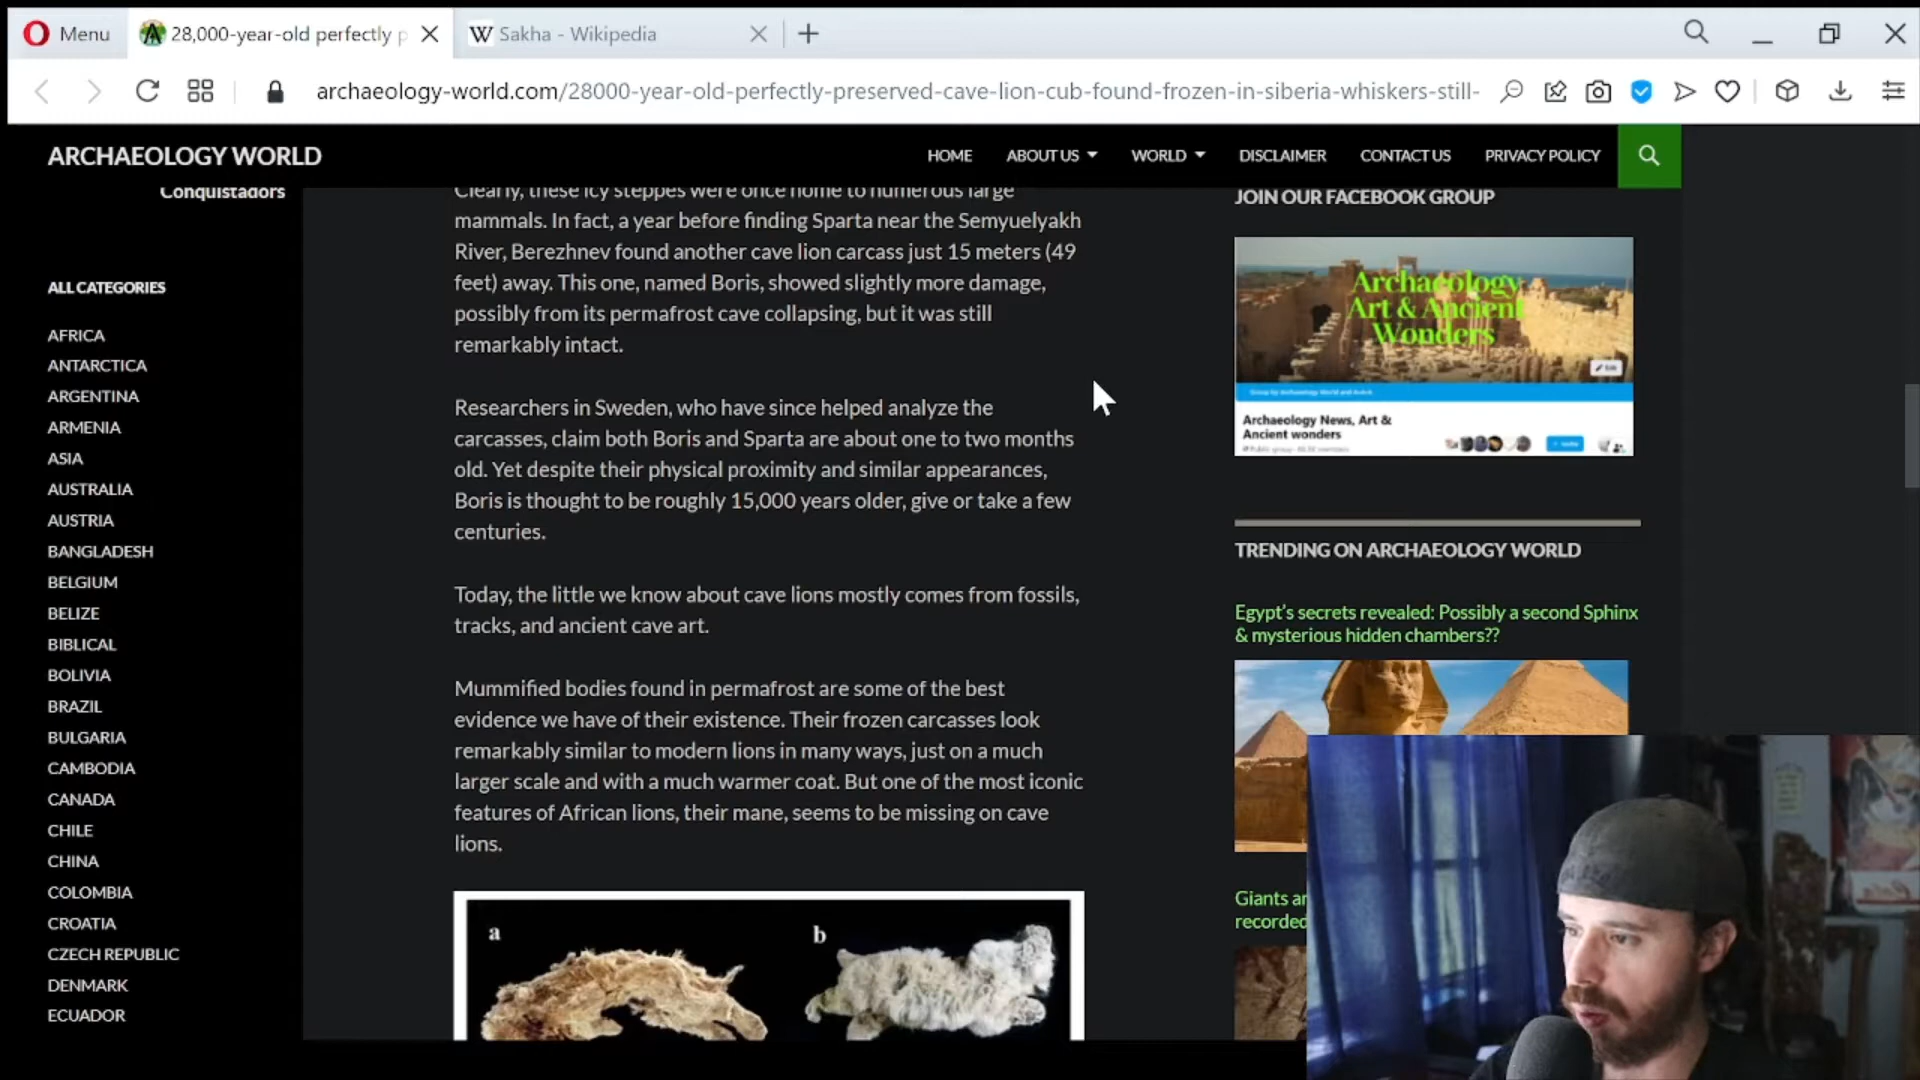 Menu
28,000-year-old perfectly p
Sakha - Wikipedia
archaeology-world.com/28000-year-old-perfectly-preserved-cave-lion-cub-found-frozen-in-siberia-whiskers-still-
ARCHAEOLOGY WORLD
HOME
ABOUT US
WORLD
DISCLAIMER
CONTACT US
PRIVACY POLICY
Conquistadors
ALL CATEGORIES
AFRICA
ANTARCTICA
ARGENTINA
ARMENIA
ASIA
AUSTRALIA
AUSTRIA
BANGLADESH
BELGIUM
BELIZE
BIBLICAL
BOLIVIA
BRAZIL
BULGARIA
CAMBODIA
CANADA
CHILE
CHINA
COLOMBIA
CROATIA
CZECH REPUBLIC
DENMARK
ECUADOR
Clearly, these icy steppes were once home to numerous large
mammals. In fact, a year before finding Sparta near the Semyuelyakh
River, Berezhnev found another cave lion carcass just 15 meters (49
feet) away. This one, named Boris, showed slightly more damage,
possibly from its permafrost cave collapsing, but it was still
remarkably intact.
Researchers in Sweden, who have since helped analyze the
carcasses, claim both Boris and Sparta are about one to two months
old. Yet despite their physical proximity and similar appearances,
Boris is thought to be roughly 15,000 years older, give or take a few
centuries.
Today, the little we know about cave lions mostly comes from fossils,
tracks, and ancient cave art.
Mummified bodies found in permafrost are some of the best
evidence we have of their existence. Their frozen carcasses look
remarkably similar to modern lions in many ways, just on a much
larger scale and with a much warmer coat. But one of the most iconic
features of African lions, their mane, seems to be missing on cave
lions.
a
b
JOIN OUR FACEBOOK GROUP
Archaeology
Art & Ancient
Wonders
Edit
Archaeology News, Art &
Ancient wonders
TRENDING ON ARCHAEOLOGY WORLD
Egypt's secrets revealed: Possibly a second Sphinx
& mysterious hidden chambers??
Giants ar
recorded